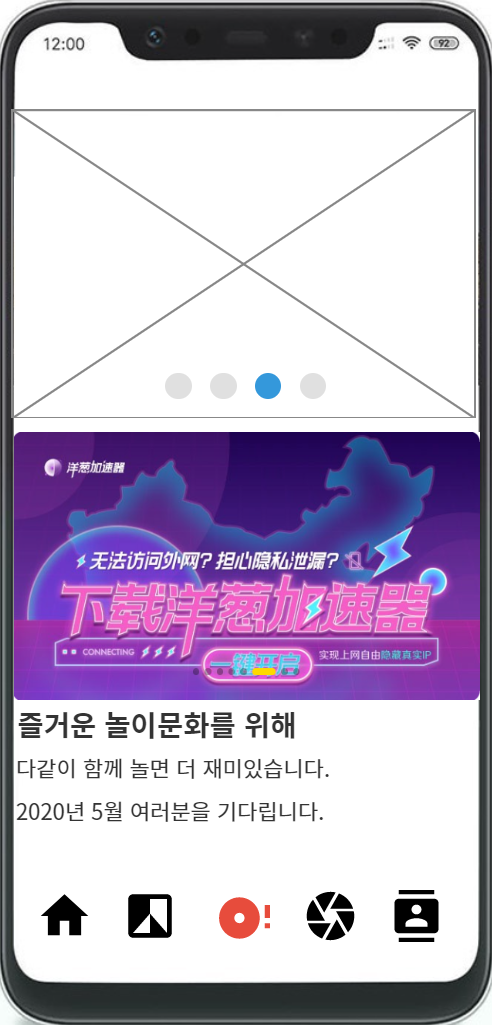 12:00
92
洋葱加速器
无法访问外网? 担心隐私泄漏?
下载洋葱加速器
CONNECTING
一键开启
实现上网自由隐藏真实IP
즐거운 놀이문화를 위해
다같이 함께 놀면 더 재미있습니다.
2020년 5월 여러분을 기다립니다.